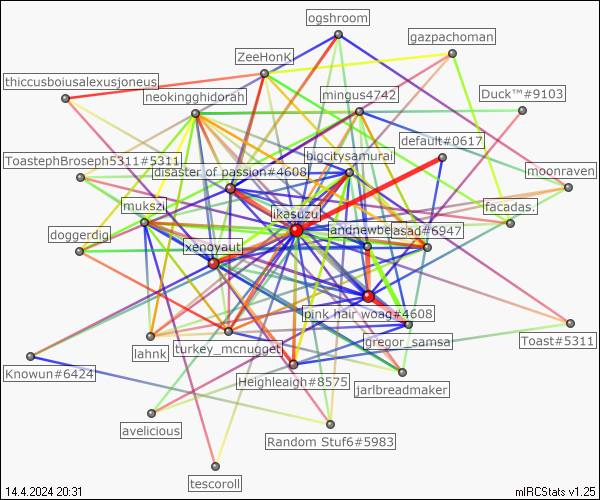 ogshroom
gazpachoman
ZeeHonK
thiccusboiusalexusjoneus
neokingghidorah
mingus4742
Duck™#9103
default#0617
bigcitysamurai
ToastephBroseph5311#5311
disaster of passion#4608
moonraven
mukszi
ikasuzu
facadas.
doggerdig
andnewbe
asad#6947
xenoyaut
pink hair woag#4608
gregor_samsa
Toast#5311
lahnk
turkey_mcnugget
Knowun#6424
Heighleaigh#8575
jarlbreadmaker
avelicious
Random Stuf6#5983
tescoroll
14.4.2024 20:31
mIRCStats v1.25